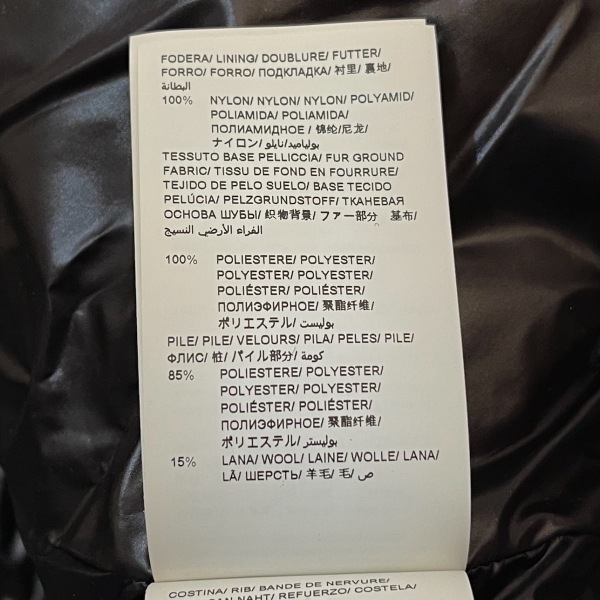 FODERA/ LINING/ DOUBLURE/ FUTTER/
FORRO/ FORRO/ ПОДКЛАДКА/ 衬里/ 裏地/
البطانة
100% NYLON/ NYLON/ NYLON/ POLYAMID/
POLIAMIDA/ POLIAMIDA/
ПОЛИАМИДНОЕ / 锦纶/尼龙/
ナイロン/ بولياميد/نايلو
TESSUTO BASE PELLICCIA/ FUR GROUND
FABRIC/ TISSU DE FOND EN FOURRURE/
TEJIDO DE PELO SUELO/ BASE TECIDO
PELÚCIA/ PELZGRUNDSTOFF/ ТКАНЕВАЯ
ОСНОВА ШУБЫ/ 织物背景/ ファー部分 基布/
الفراء الأرضي النسيج
100% POLIESTERE/ POLYESTER/
POLYESTER/ POLYESTER/
POLIÉSTER/ POLIÉSTER/
ПОЛИЭФИРНОЕ/ 聚酯纤维/
ポリエステル/ بوليست
PILE/ PILE/ VELOURS/ PILA/ PELES/ PILE/
ФЛИС/ 桩/ パイル部分/ كومة
85% POLIESTERE/ POLYESTER/
POLYESTER/ POLYESTER/
POLIÉSTER/ POLIÉSTER/
ПОЛИЭФИРНОЕ/ 聚酯纤维/
ポリエステル/ بوليستر
15% LANA/ WOOL/ LAINE/ WOLLE/ LANA/
LÃ/ ШЕРСТЬ/ 羊毛/ 毛/ ص
COSTINA/ RIB/ BANDE DE NERVURE/
NAHT/ REFUERZO/ COSTELA/